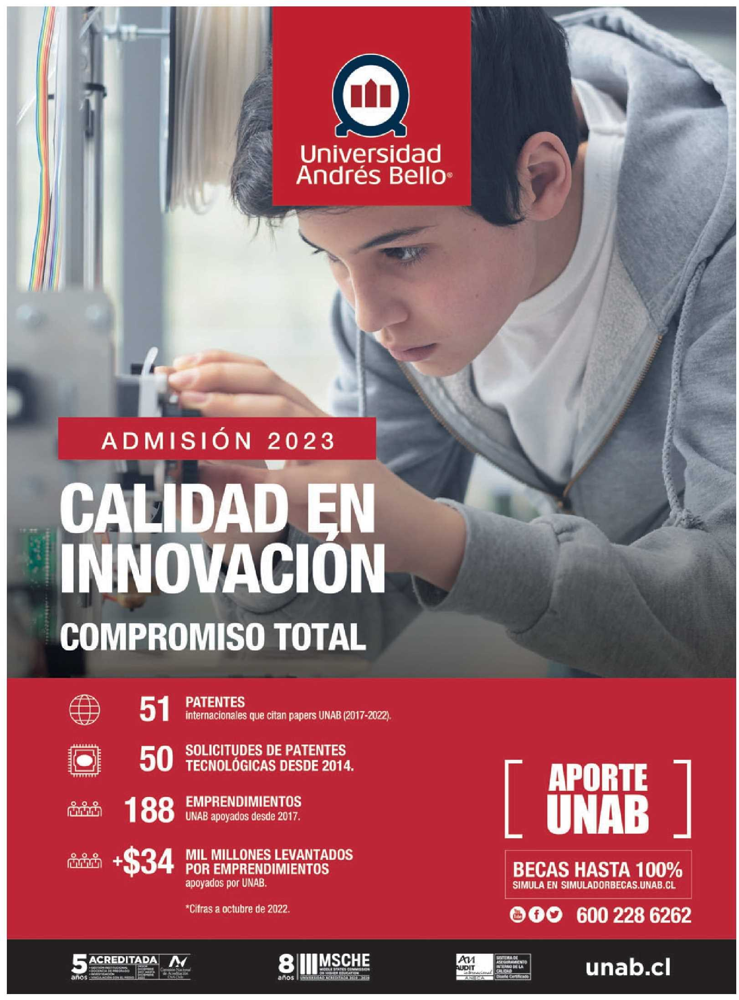 Universidad
Andrés Bello®
ADMISIÓN 2023
CALIDAD EN
INNOVACIÓN
COMPROMISO TOTAL
51 PATENTES
internacionales que citan papers UNAB (2017-2022).
50 SOLICITUDES DE PATENTES
TECNOLÓGICAS DESDE 2014.
188 EMPRENDIMIENTOS
UNAB apoyados desde 2017.
+$34 MIL MILLONES LEVANTADOS
POR EMPRENDIMIENTOS
apoyados por UNAB.
*Cifras a octubre de 2022.
APORTE
UNAB
BECAS HASTA 100%
SIMULA EN SIMULADORBECAS.UNAB.CL
You
Tube
600 228 6262
5 años
ACREDITADA
• GESTIÓN INSTITUCIONAL
• DOCENCIA DE PREGRADO
• INVESTIGACIÓN
• VINCULACIÓN CON EL MEDIO
DESDE
DICIEMBRE
2017 HASTA
DICIEMBRE
2022
Comisión Nacional
de Acreditación
CNA-Chile
8 años
MSCHE
MIDDLE STATES COMMISSION
ON HIGHER EDUCATION
UNIVERSIDAD ACREDITADA 2020 - 2028
AUDIT
internacional
ANECA
SISTEMA DE
ASEGURAMIENTO
INTERNO DE LA
CALIDAD
Diseño Certificado
unab.cl